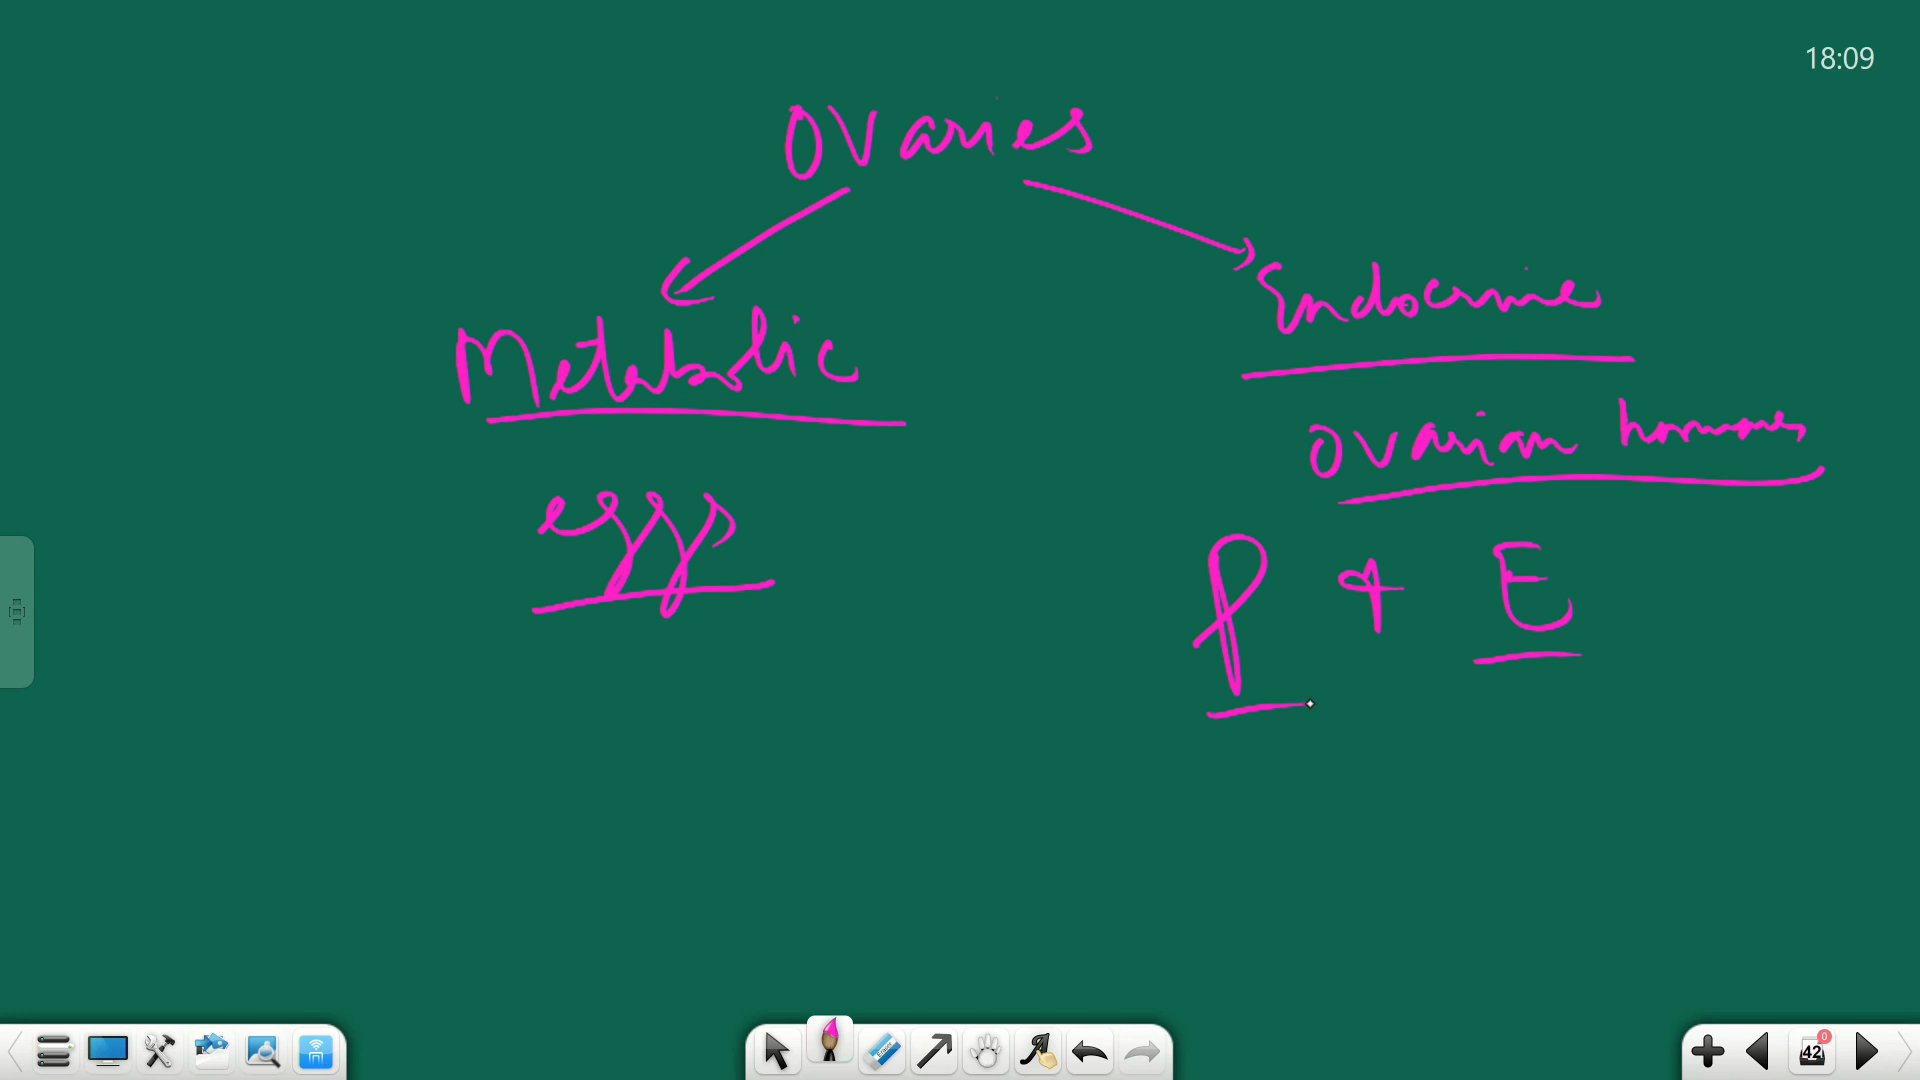 18:09
Ovaries
Metabolic
Endocrine
eggs
Ovarian hormones
P & E
42
0